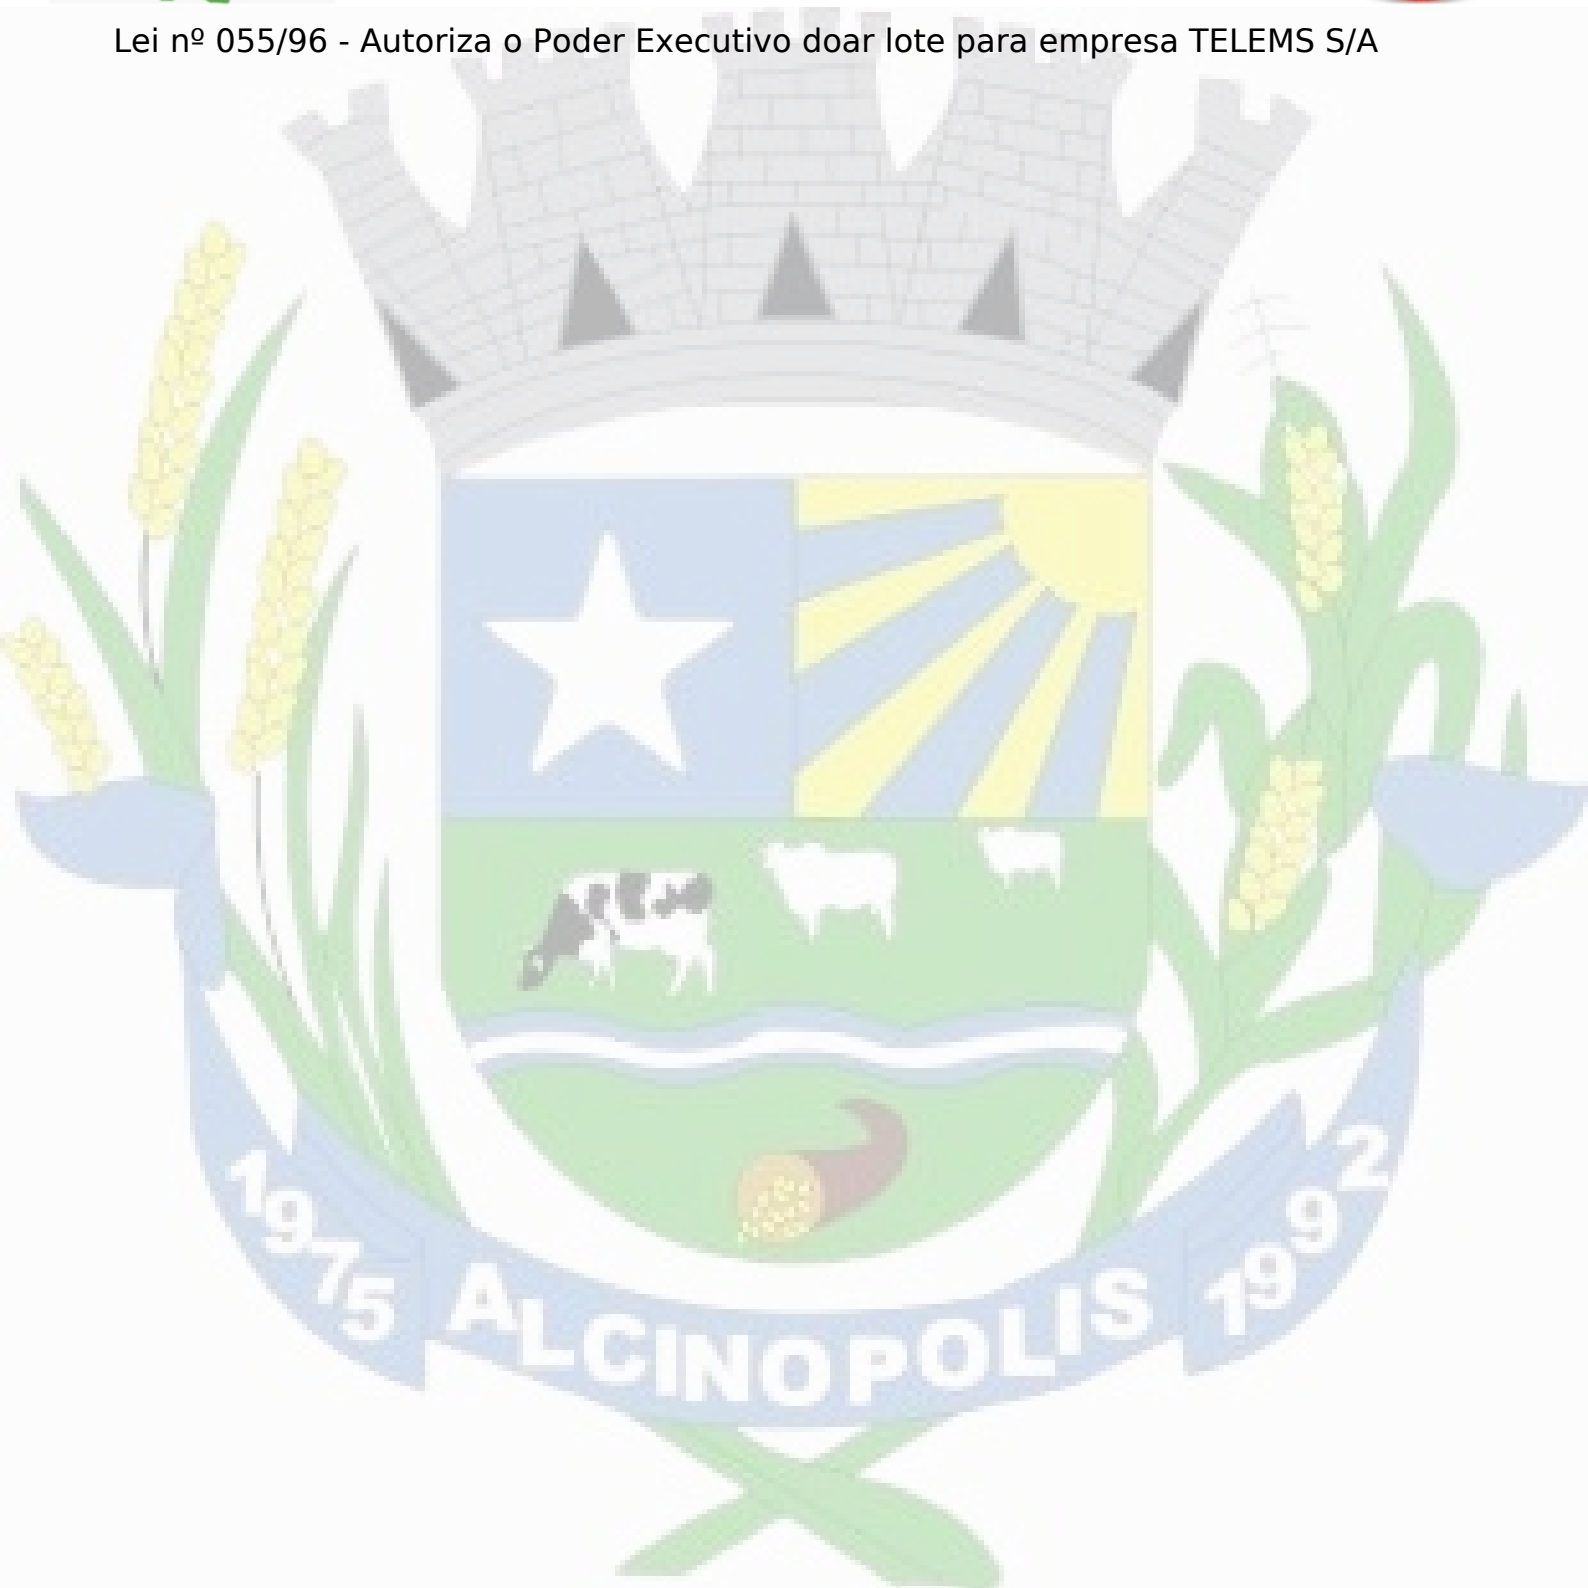 Lei nº 055/96 - Autoriza o Poder Executivo doar lote para empresa TELEMS S/A
1975 ALCINOPOLIS 1992